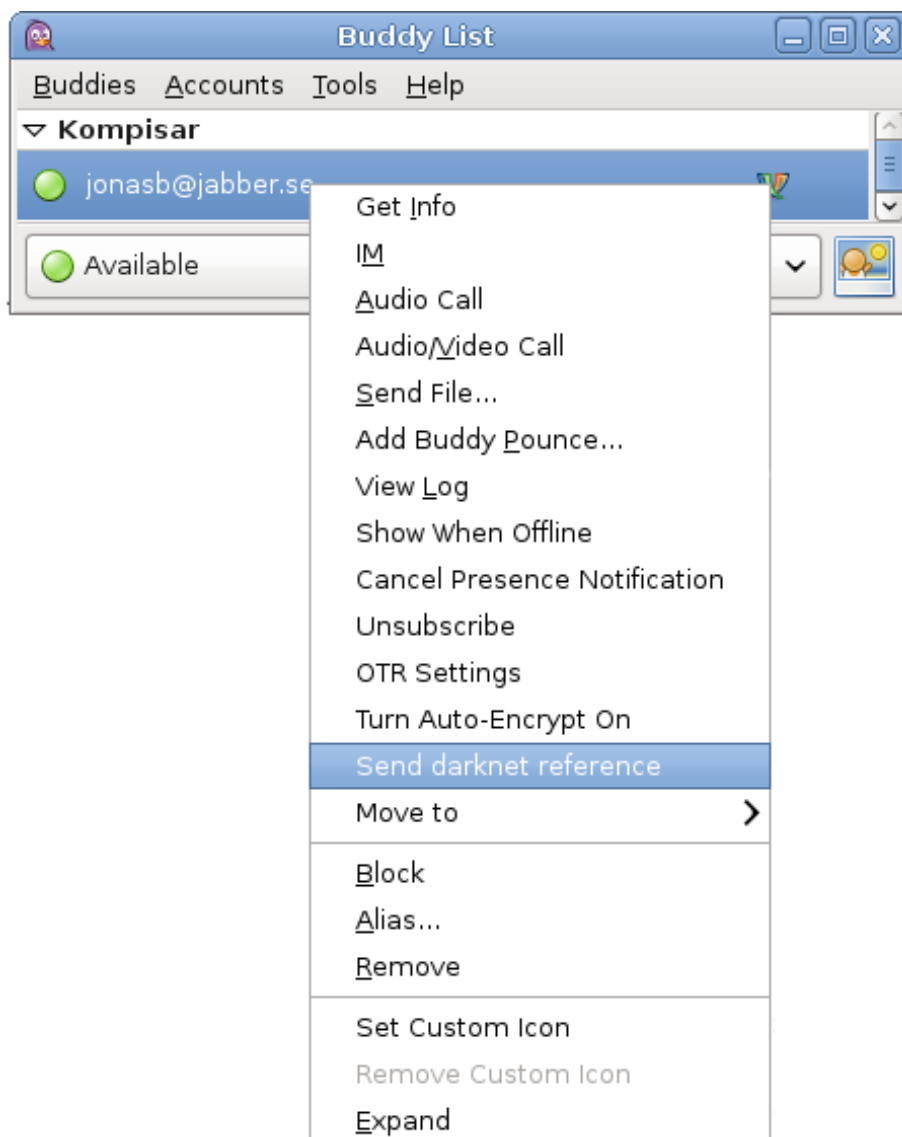 Buddy List
Buddies Accounts Tools Help
Kompisar
jonasb@jabber.se
Available
Get Info
IM
Audio Call
Audio/Video Call
Send File...
Add Buddy Pounce...
View Log
Show When Offline
Cancel Presence Notification
Unsubscribe
OTR Settings
Turn Auto-Encrypt On
Send darknet reference
Move to
Block
Alias...
Remove
Set Custom Icon
Remove Custom Icon
Expand